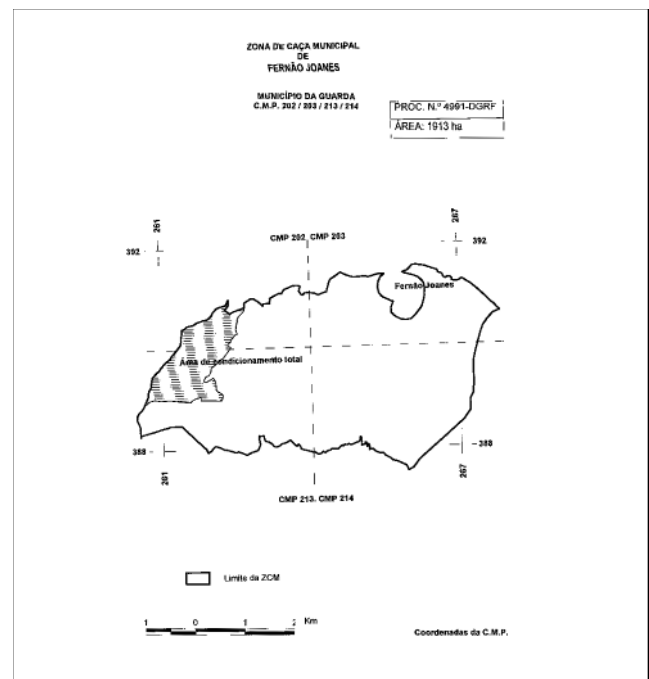 ZONA DE CAÇA MUNICIPAL
DE
FERNÃO JOANES
MUNICÍPIO DA GUARDA
C.M.P. 202 / 203 / 213 / 214
PROC. N.º 4991-DGRF
ÁREA: 1913 ha
261
267
392
CMP 202, CMP 203
392
Fernão Joanes
Área de condicionamento total
388
388
261
267
CMP 213, CMP 214
Limite da ZCM
1 0 1 2 Km
Coordenadas da C.M.P.